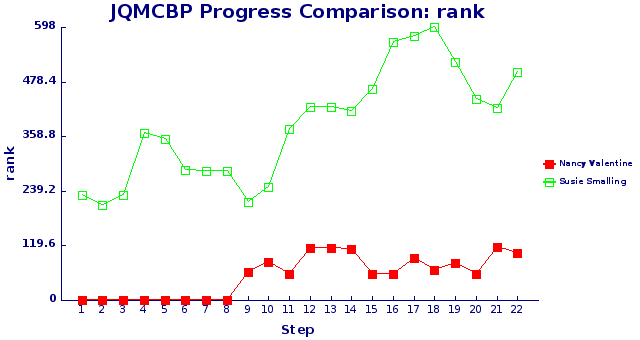 JQMCBP Progress Comparison: rank
598
478.4
358.8
239.2
119.6
0
rank
1 2 3 4 5 6 7 8 9 10 11 12 13 14 15 16 17 18 19 20 21 22
Step
Nancy Valentine
Susie Smalling